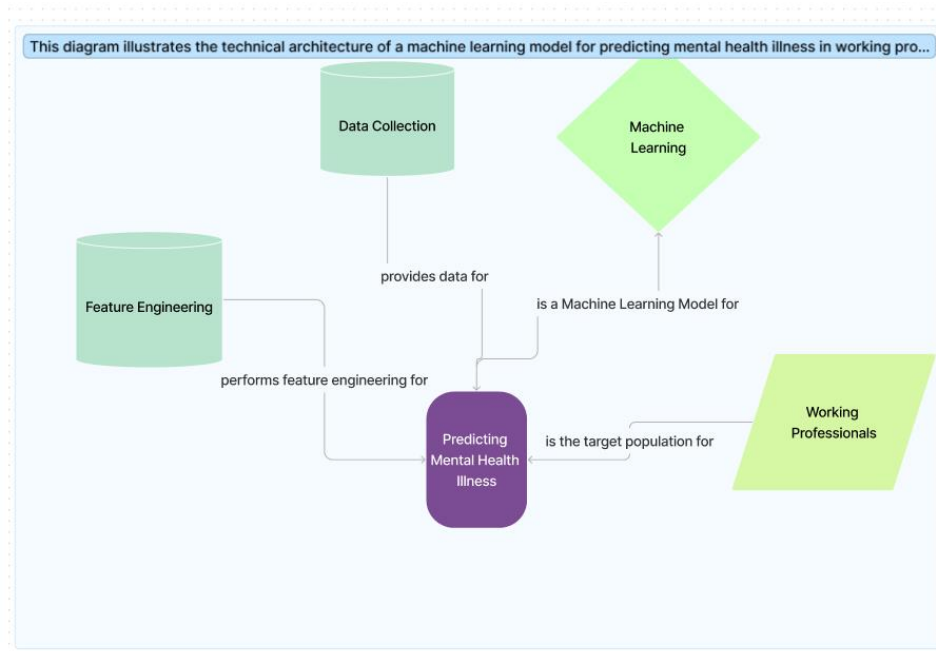 This diagram illustrates the technical architecture of a machine learning model for predicting mental health illness in working pro...
Data Collection
Machine
Learning
provides data for
is a Machine Learning Model for
Feature Engineering
performs feature engineering for
Working
Professionals
Predicting
Mental Health
Illness
is the target population for